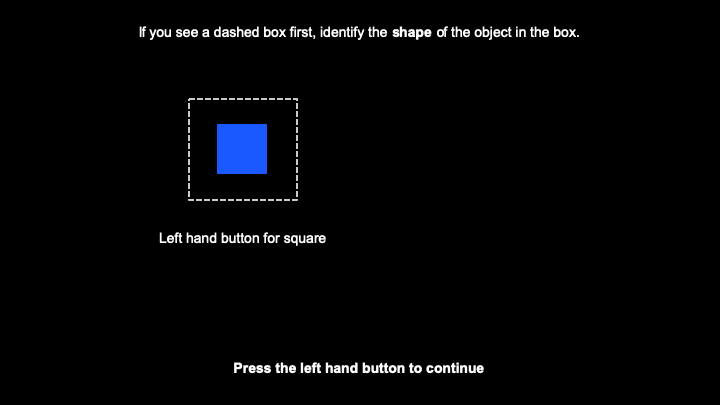 If you see a dashed box first, identify the shape of the object in the box.
Left hand button for square
Press the left hand button to continue